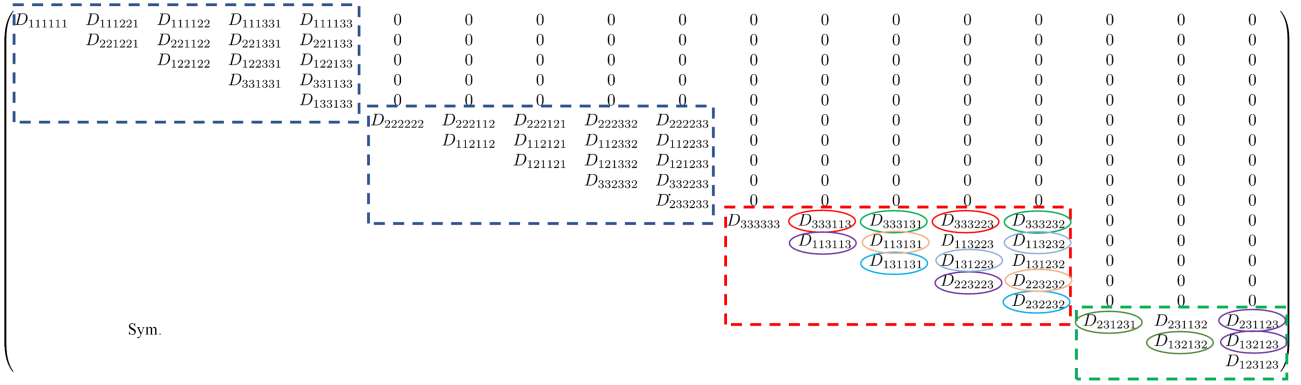 D₁₁₁₁₁₁ D₁₁₁₂₂₁ D₁₁₁₁₂₂ D₁₁₁₃₃₁ D₁₁₁₁₃₃ 0 0 0 0 0 0 0 0 0 0 0 0 0
D₂₂₁₂₂₁ D₂₂₁₁₂₂ D₂₂₁₃₃₁ D₂₂₁₁₃₃ 0 0 0 0 0 0 0 0 0 0 0 0 0
D₁₂₂₁₂₂ D₁₂₂₃₃₁ D₁₂₂₁₃₃ 0 0 0 0 0 0 0 0 0 0 0 0 0
D₃₃₁₃₃₁ D₃₃₁₁₃₃ 0 0 0 0 0 0 0 0 0 0 0 0 0
D₁₃₃₁₃₃ 0 0 0 0 0 0 0 0 0 0 0 0 0
D₂₂₂₂₂₂ D₂₂₂₁₁₂ D₂₂₂₁₂₁ D₂₂₂₃₃₂ D₂₂₂₂₃₃ 0 0 0 0 0 0 0 0
D₁₁₂₁₁₂ D₁₁₂₁₂₁ D₁₁₂₃₃₂ D₁₁₂₂₃₃ 0 0 0 0 0 0 0 0
D₁₂₁₁₂₁ D₁₂₁₃₃₂ D₁₂₁₂₃₃ 0 0 0 0 0 0 0 0
D₃₃₂₃₃₂ D₃₃₂₂₃₃ 0 0 0 0 0 0 0 0
D₂₃₃₂₃₃ 0 0 0 0 0 0 0 0
D₃₃₃₃₃₃ D₃₃₃₁₁₃ D₃₃₃₁₃₁ D₃₃₃₂₂₃ D₃₃₃₂₃₂ 0 0 0
D₁₁₃₁₁₃ D₁₁₃₁₃₁ D₁₁₃₂₂₃ D₁₁₃₂₃₂ 0 0 0
D₁₃₁₁₃₁ D₁₃₁₂₂₃ D₁₃₁₂₃₂ 0 0 0
D₂₂₃₂₂₃ D₂₂₃₂₃₂ 0 0 0
D₂₃₂₂₃₂ 0 0 0
Sym. D₂₃₁₂₃₁ D₂₃₁₁₃₂ D₂₃₁₁₂₃
D₁₃₂₁₃₂ D₁₃₂₁₂₃
D₁₂₃₁₂₃